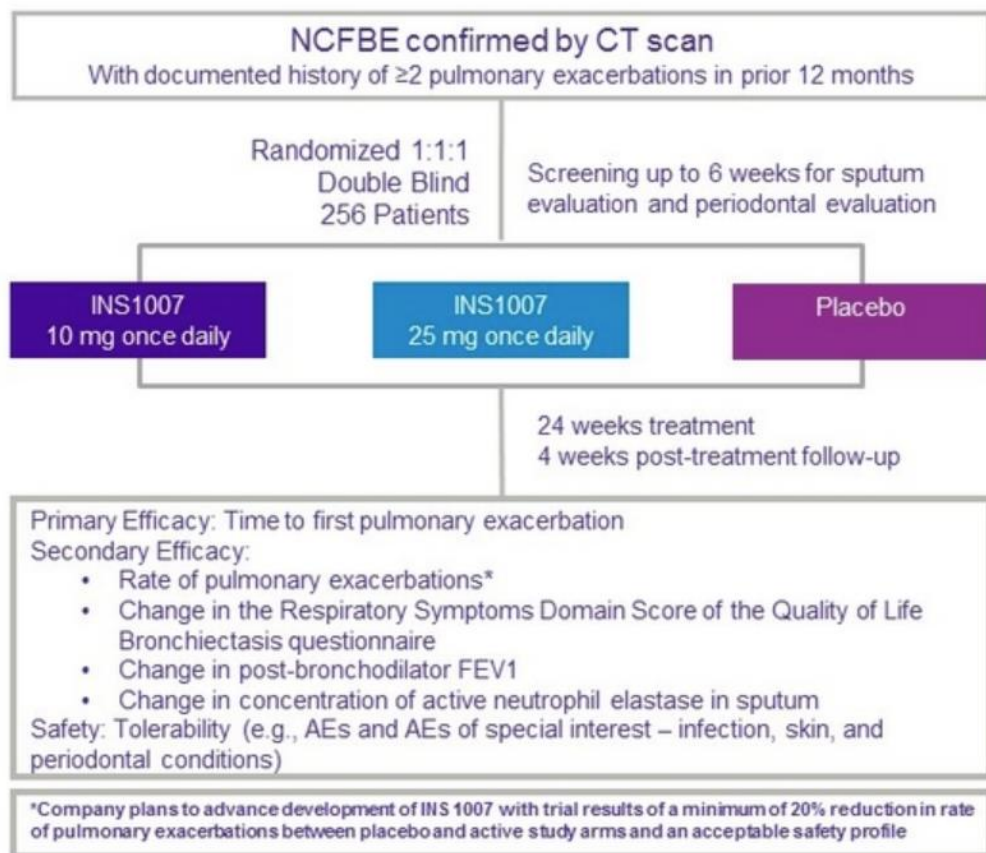 NCFBE confirmed by CT scan
With documented history of ≥2 pulmonary exacerbations in prior 12 months
Randomized 1:1:1
Double Blind
256 Patients
Screening up to 6 weeks for sputum
evaluation and periodontal evaluation
INS1007
10 mg once daily
INS1007
25 mg once daily
Placebo
24 weeks treatment
4 weeks post-treatment follow-up
Primary Efficacy: Time to first pulmonary exacerbation
Secondary Efficacy:
• Rate of pulmonary exacerbations*
• Change in the Respiratory Symptoms Domain Score of the Quality of Life
Bronchiectasis questionnaire
• Change in post-bronchodilator FEV1
• Change in concentration of active neutrophil elastase in sputum
Safety: Tolerability (e.g., AEs and AEs of special interest – infection, skin, and
periodontal conditions)
*Company plans to advance development of INS1007 with trial results of a minimum of 20% reduction in rate
of pulmonary exacerbations between placebo and active study arms and an acceptable safety profile